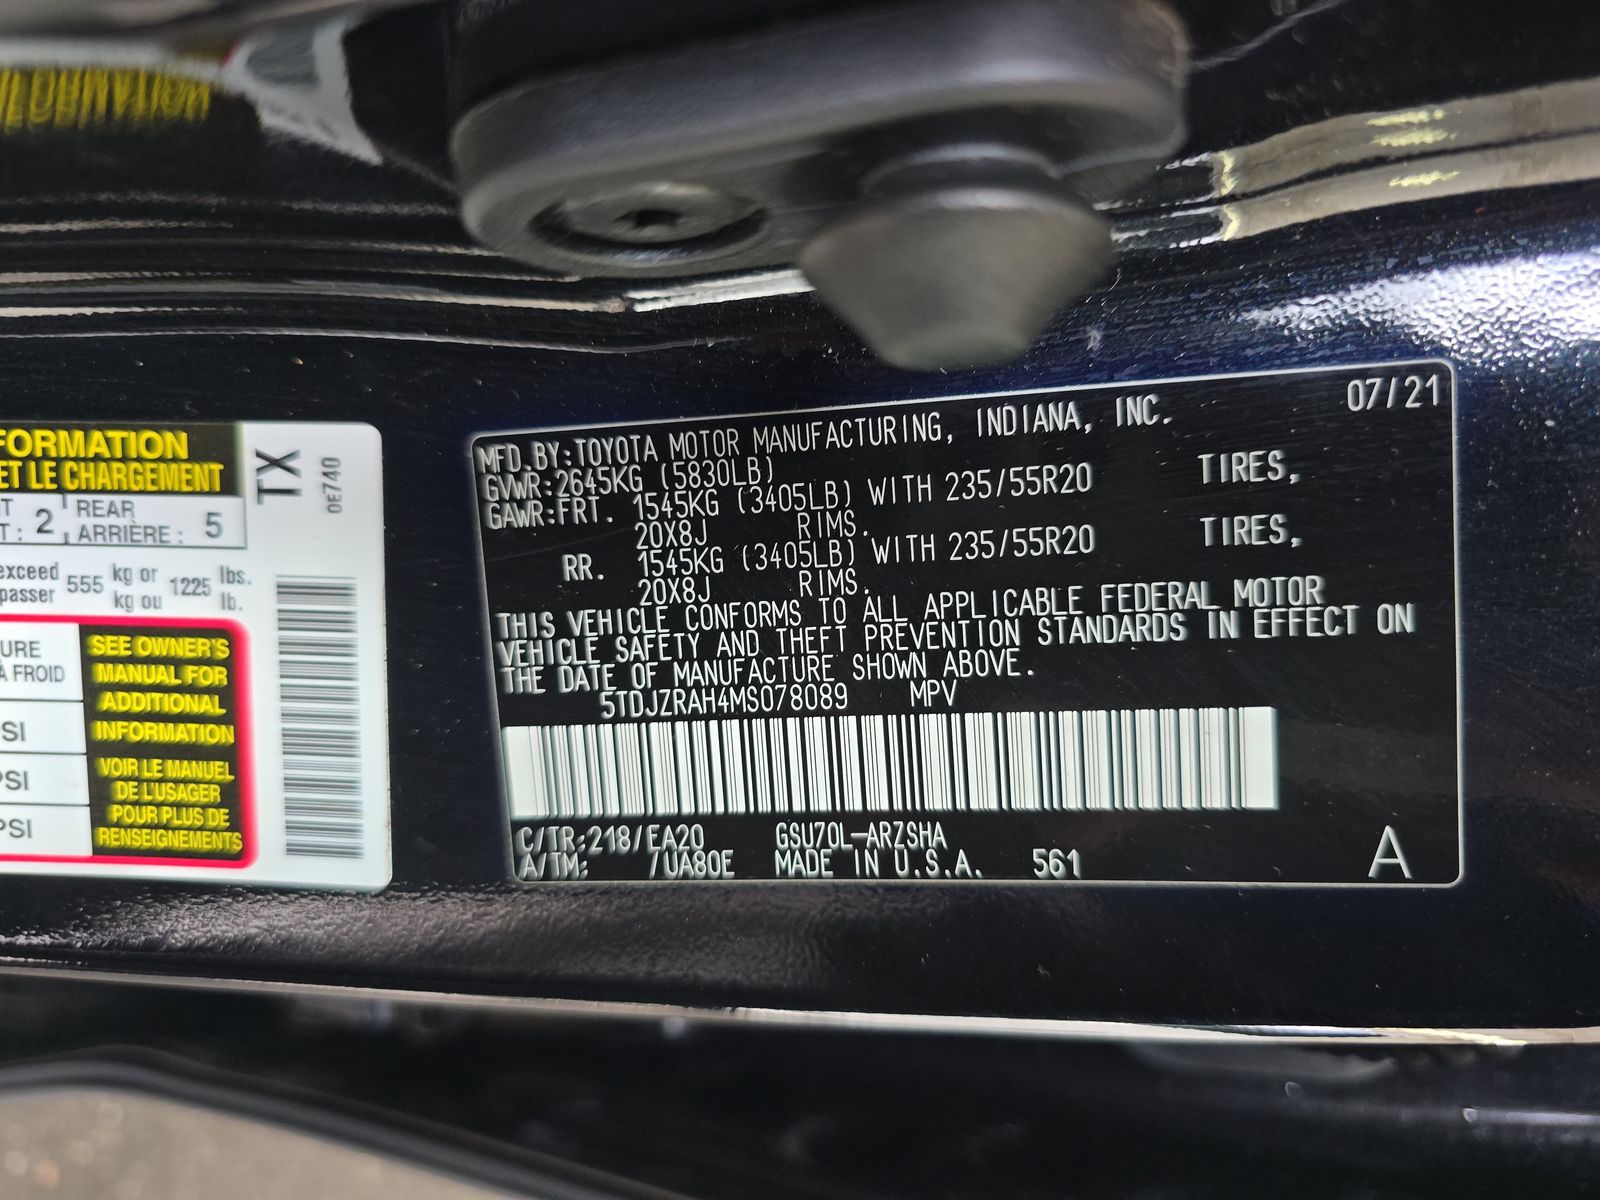 FORMATION
ET LE CHARGEMENT
TX
0E740
T : 2
REAR
ARRIÈRE : 5
exceed 555 kg or 1225 lbs.
passer kg ou lb.
URE
À FROID
SEE OWNER'S
MANUAL FOR
ADDITIONAL
INFORMATION
PSI
PSI
PSI
VOIR LE MANUEL
DE L'USAGER
POUR PLUS DE
RENSEIGNEMENTS
07/21
MFD.BY:TOYOTA MOTOR MANUFACTURING, INDIANA, INC.
GVWR:2645KG (5830LB)
GAWR:FRT. 1545KG (3405LB) WITH 235/55R20 TIRES,
20X8J RIMS.
RR. 1545KG (3405LB) WITH 235/55R20 TIRES,
20X8J RIMS.
THIS VEHICLE CONFORMS TO ALL APPLICABLE FEDERAL MOTOR
VEHICLE SAFETY AND THEFT PREVENTION STANDARDS IN EFFECT ON
THE DATE OF MANUFACTURE SHOWN ABOVE.
5TDJZRAH4MS078089 MPV
C/TR:218/EA20 GSU70L-ARZSHA
A/TM: /UA80E MADE IN U.S.A. 561
A